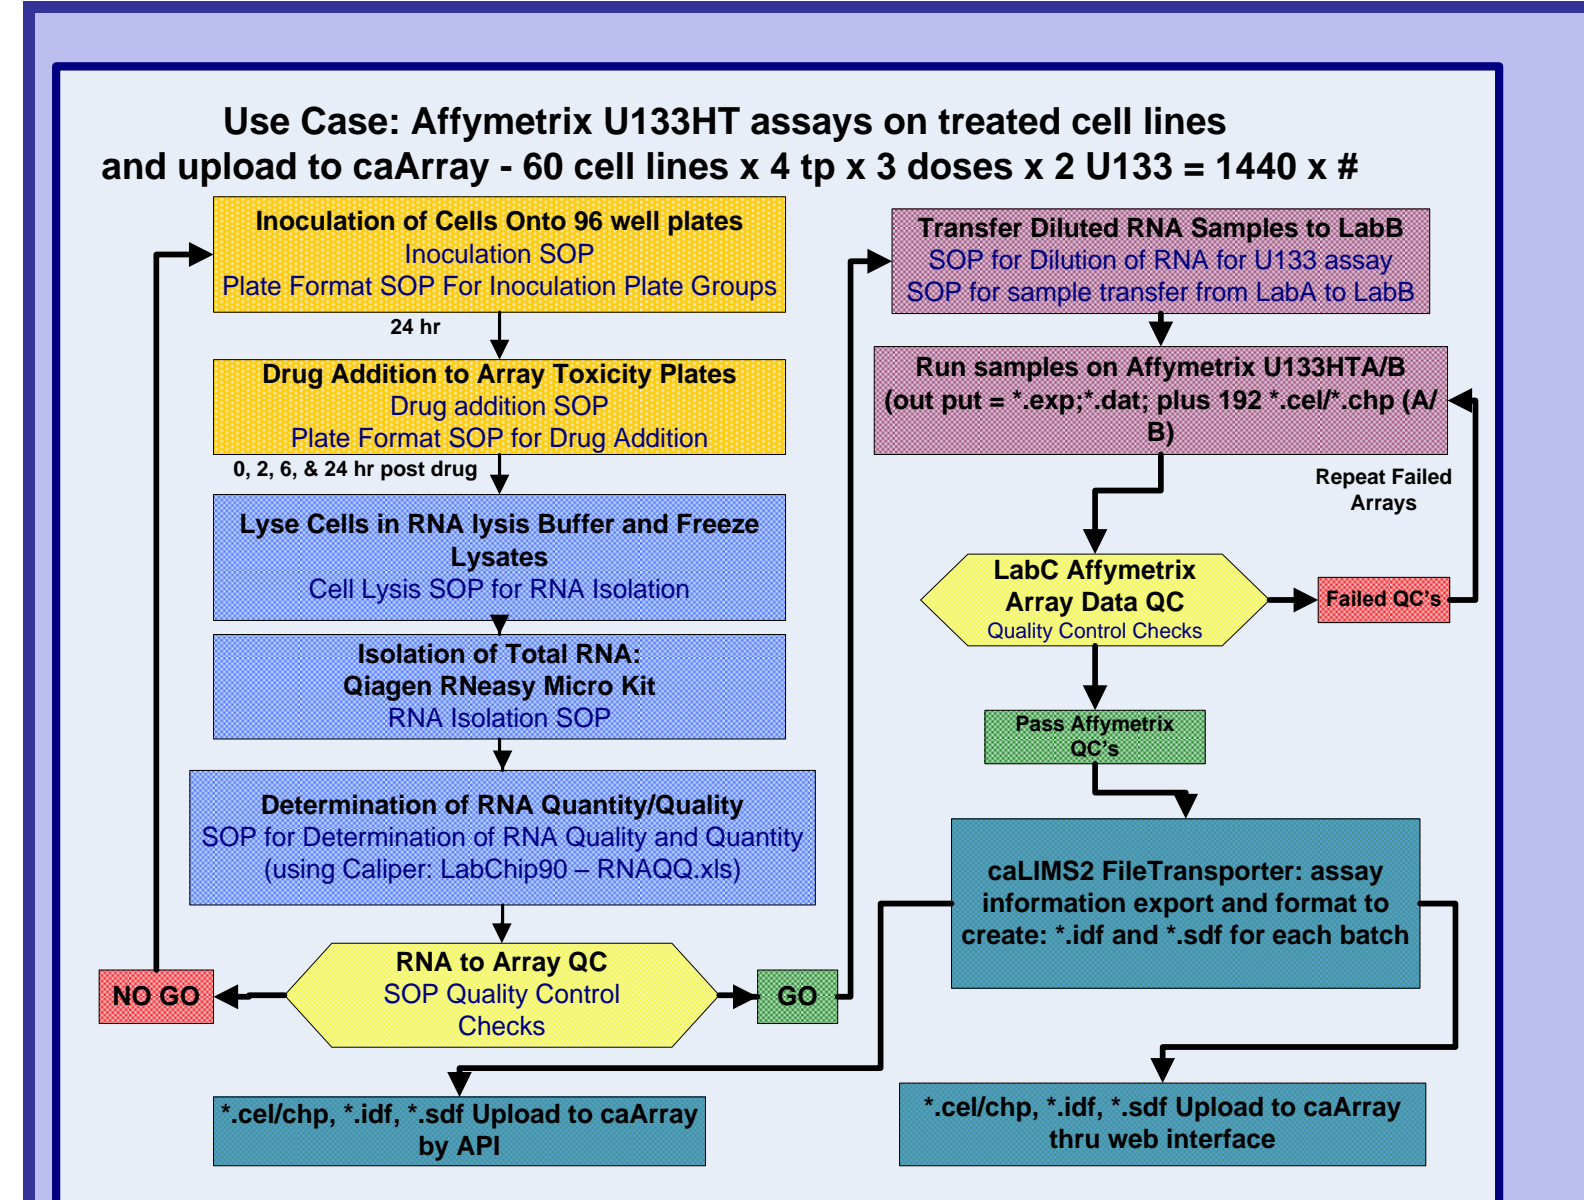 Use Case: Affymetrix U133HT assays on treated cell lines
and upload to caArray - 60 cell lines x 4 tp x 3 doses x 2 U133 = 1440 x #
Inoculation of Cells Onto 96 well plates
Inoculation SOP
Plate Format SOP For Inoculation Plate Groups
24 hr
Drug Addition to Array Toxicity Plates
Drug addition SOP
Plate Format SOP for Drug Addition
0, 2, 6, & 24 hr post drug
Lyse Cells in RNA lysis Buffer and Freeze
Lysates
Cell Lysis SOP for RNA Isolation
Isolation of Total RNA:
Qiagen RNeasy Micro Kit
RNA Isolation SOP
Determination of RNA Quantity/Quality
SOP for Determination of RNA Quality and Quantity
(using Caliper: LabChip90 – RNAQQ.xls)
RNA to Array QC
SOP Quality Control
Checks
NO GO
GO
Transfer Diluted RNA Samples to LabB
SOP for Dilution of RNA for U133 assay
SOP for sample transfer from LabA to LabB
Run samples on Affymetrix U133HTA/B
(out put = *.exp;*.dat; plus 192 *.cel/*.chp (A/
B)
Repeat Failed
Arrays
LabC Affymetrix
Array Data QC
Quality Control Checks
Failed QC's
Pass Affymetrix
QC's
caLIMS2 FileTransporter: assay
information export and format to
create: *.idf and *.sdf for each batch
*.cel/chp, *.idf, *.sdf Upload to caArray
by API
*.cel/chp, *.idf, *.sdf Upload to caArray
thru web interface